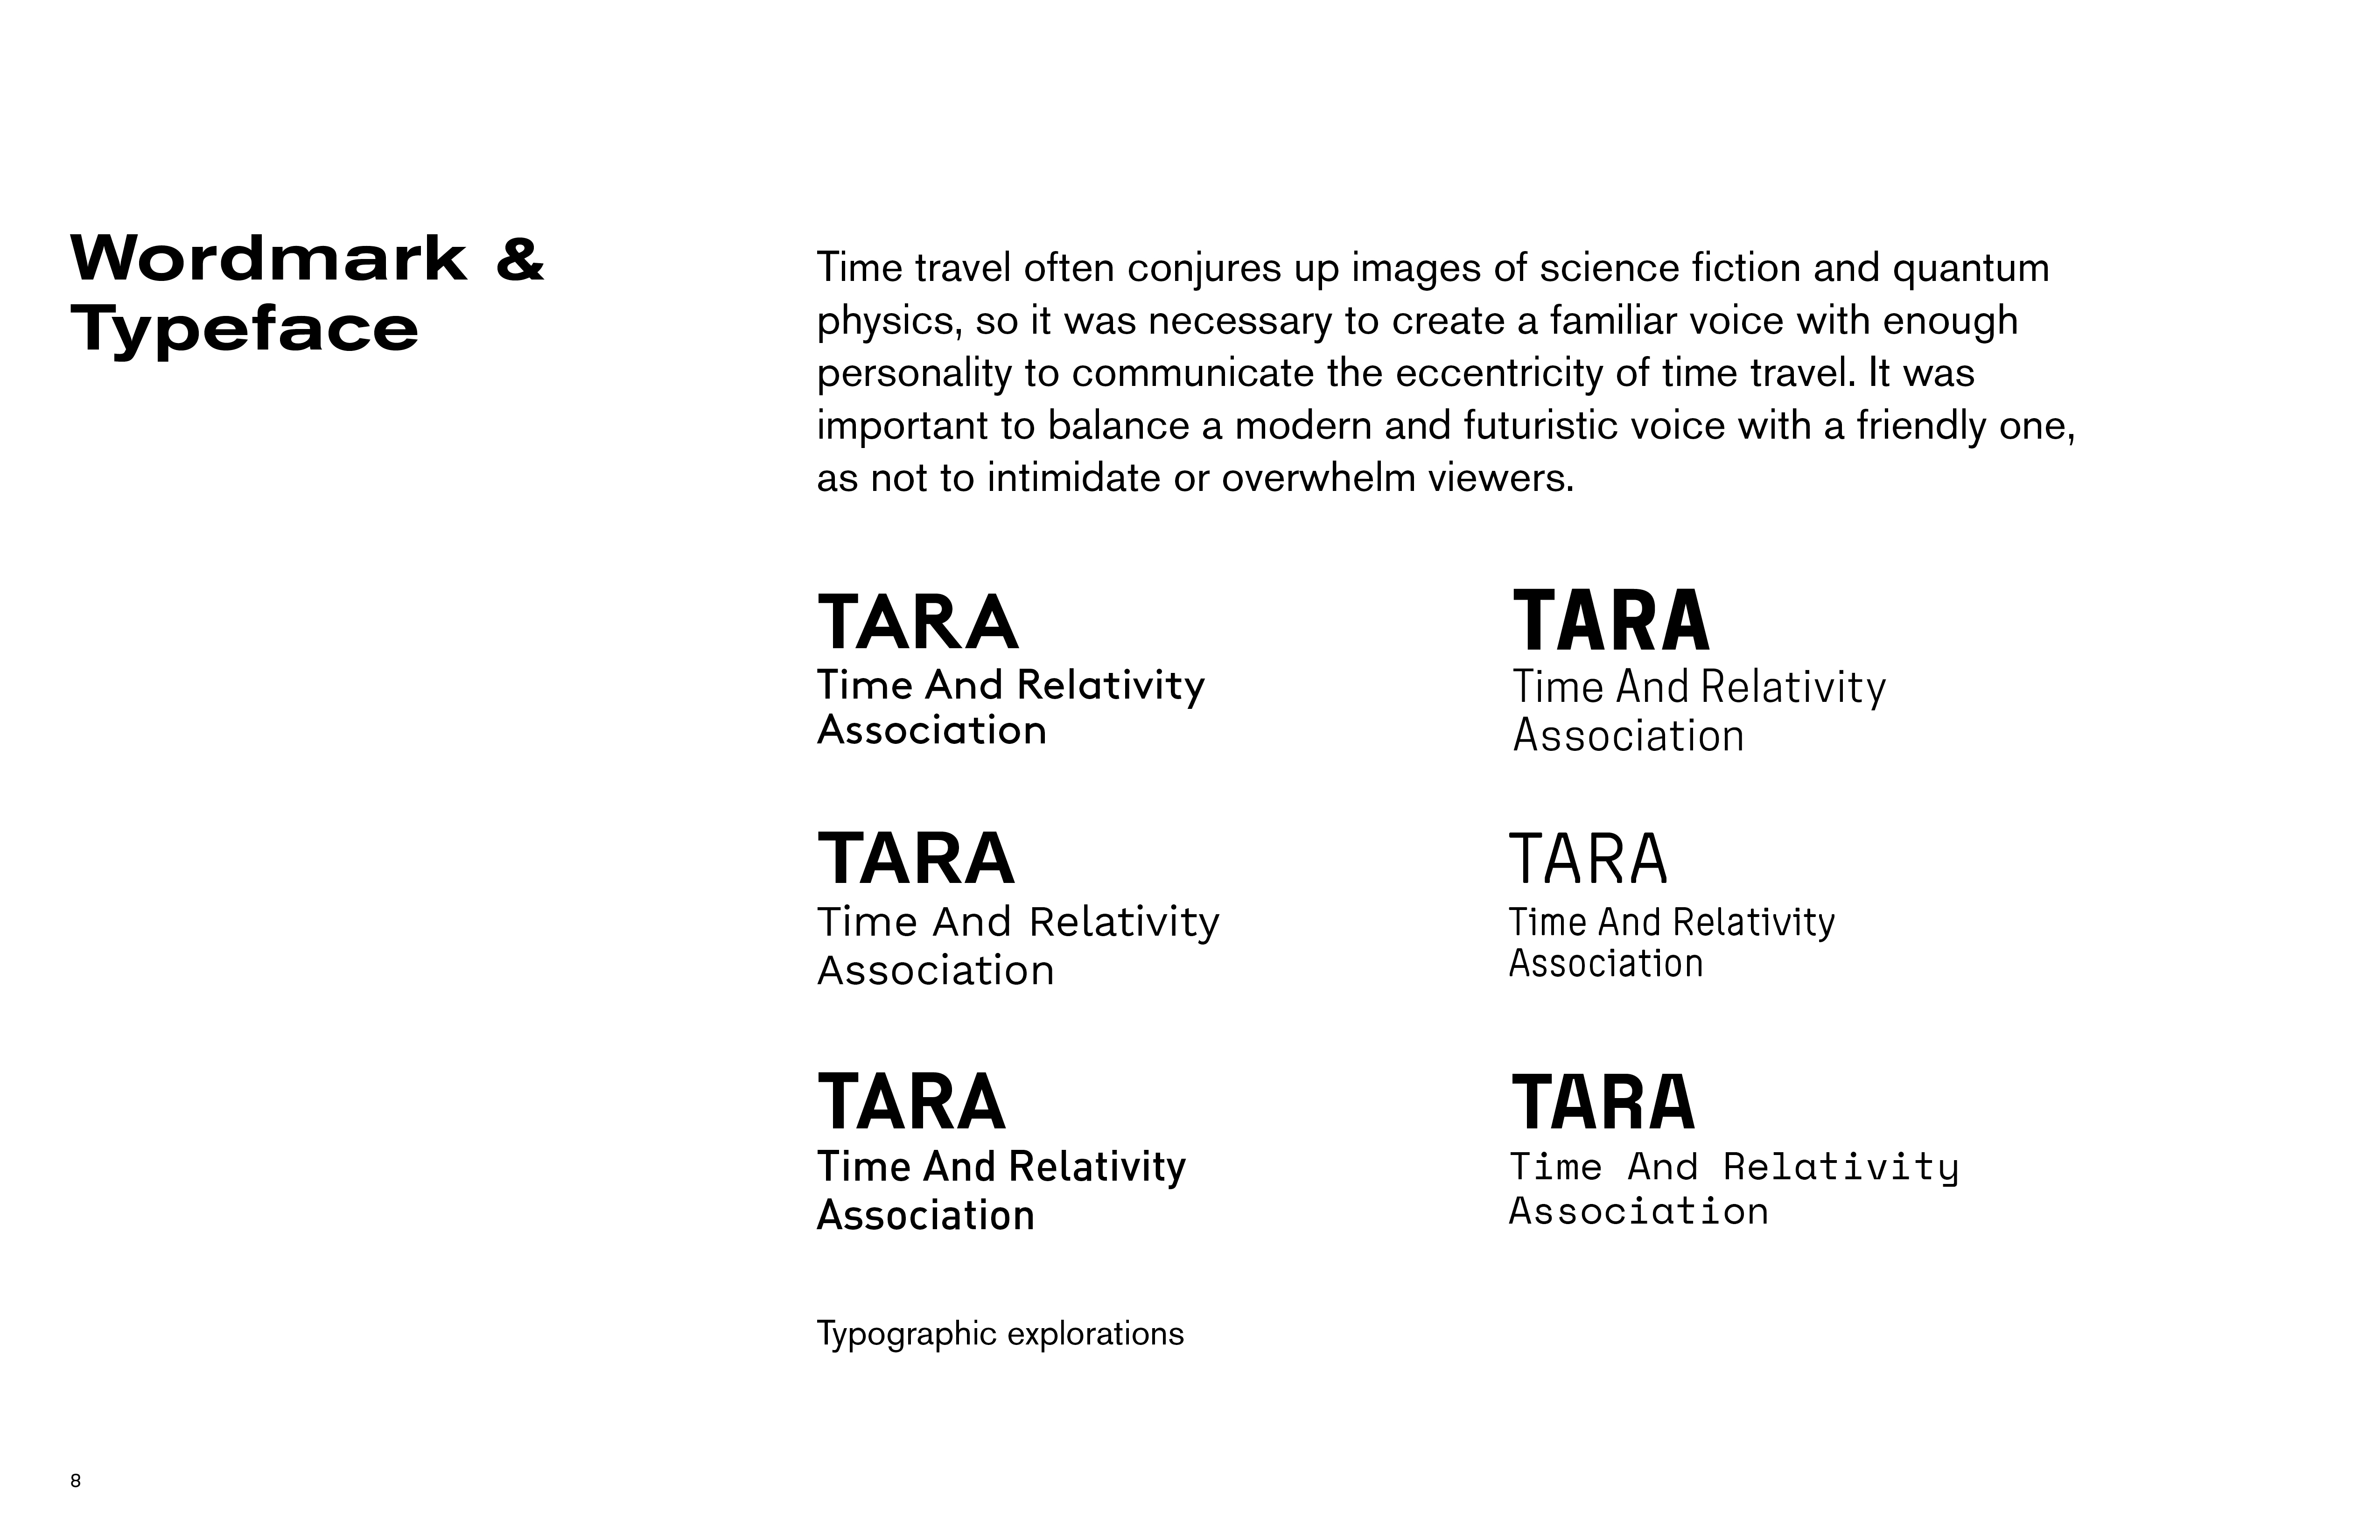 Wordmark &
Typeface
Time travel often conjures up images of science fiction and quantum
physics, so it was necessary to create a familiar voice with enough
personality to communicate the eccentricity of time travel. It was
important to balance a modern and futuristic voice with a friendly one,
as not to intimidate or overwhelm viewers.
TARA
Time And Relativity
Association
TARA
Time And Relativity
Association
TARA
Time And Relativity
Association
TARA
Time And Relativity
Association
TARA
Time And Relativity
Association
TARA
Time And Relativity
Association
Typographic explorations
8